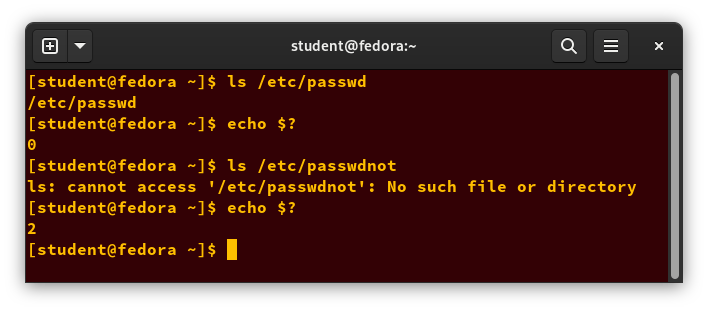 student@fedora:~
[student@fedora ~]$ ls /etc/passwd
/etc/passwd
[student@fedora ~]$ echo $?
0
[student@fedora ~]$ ls /etc/passwdnot
ls: cannot access '/etc/passwdnot': No such file or directory
[student@fedora ~]$ echo $?
2
[student@fedora ~]$